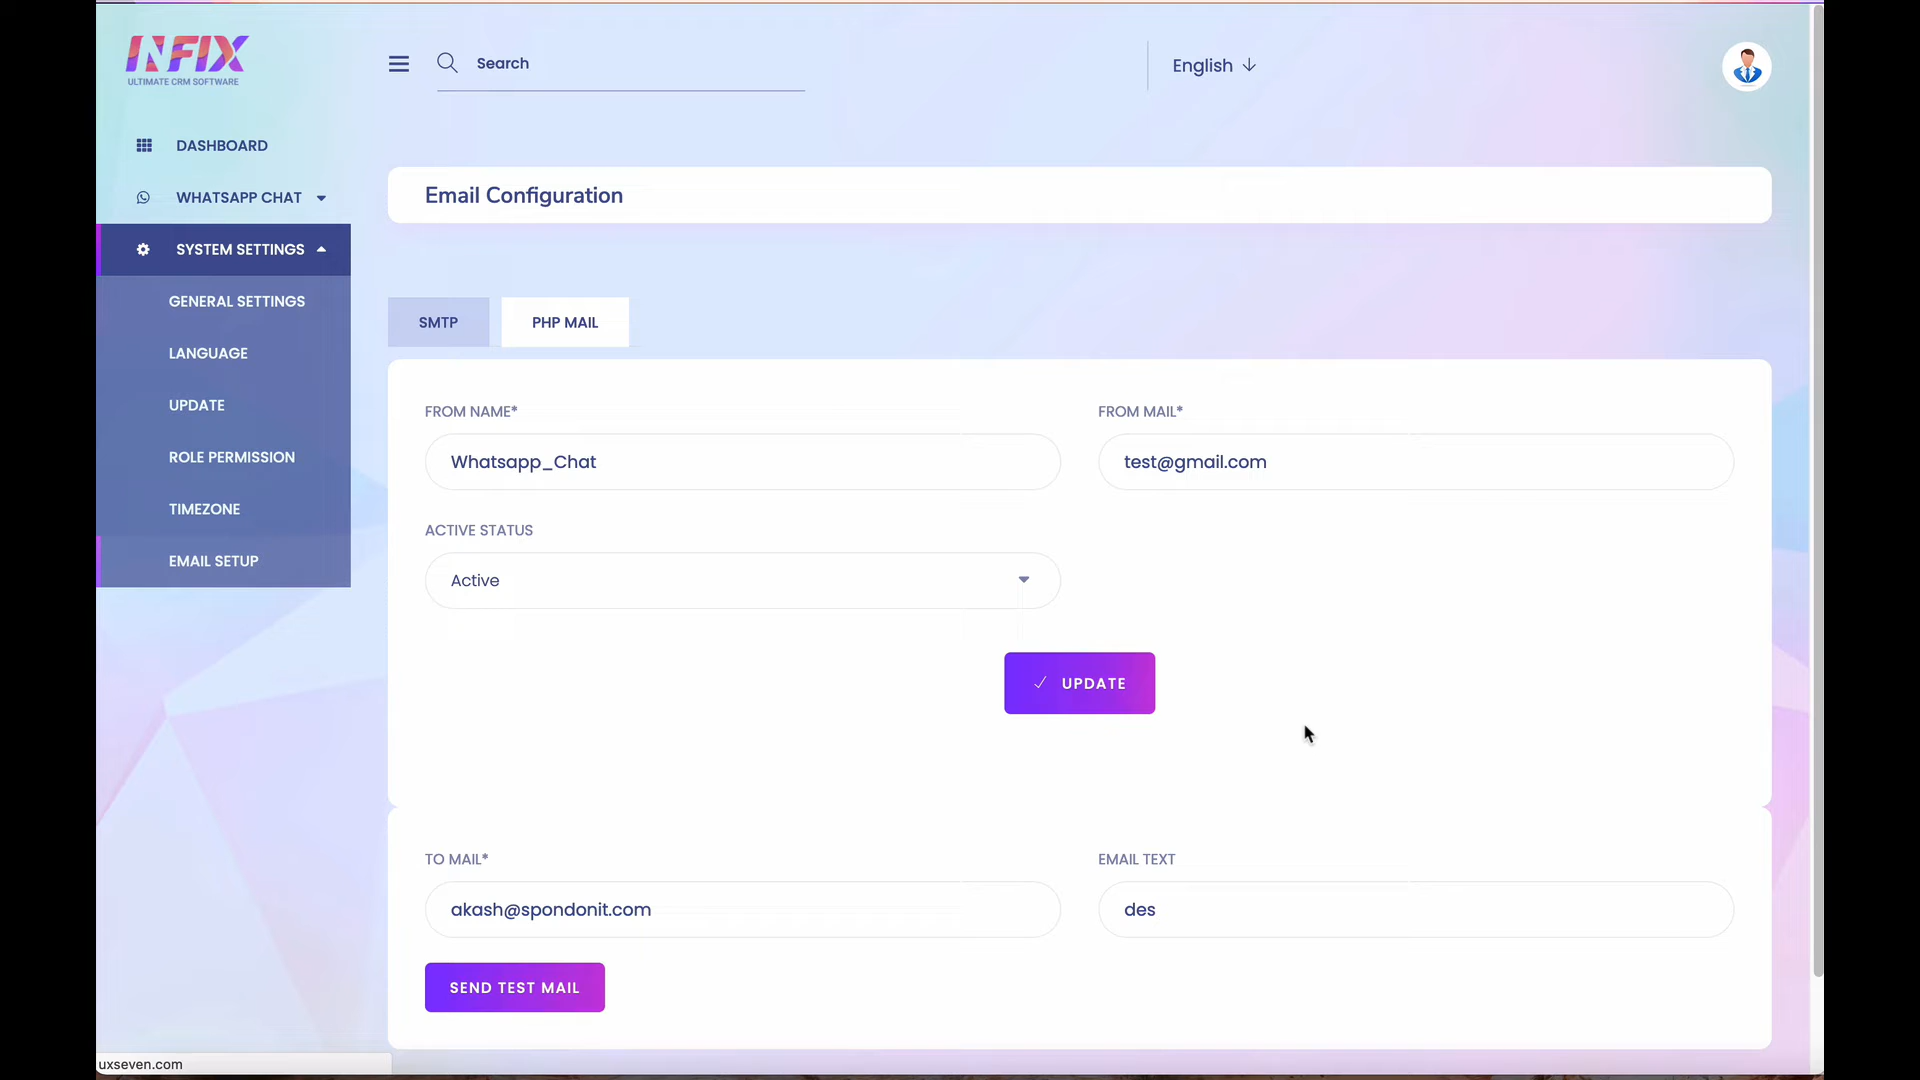 INFIX
ULTIMATE CRM SOFTWARE
Search
English
DASHBOARD
WHATSAPP CHAT
SYSTEM SETTINGS
GENERAL SETTINGS
LANGUAGE
UPDATE
ROLE PERMISSION
TIMEZONE
EMAIL SETUP
Email Configuration
SMTP
PHP MAIL
FROM NAME*
Whatsapp_Chat
FROM MAIL*
test@gmail.com
ACTIVE STATUS
Active
UPDATE
TO MAIL*
akash@spondonit.com
EMAIL TEXT
des
SEND TEST MAIL
uxseven.com